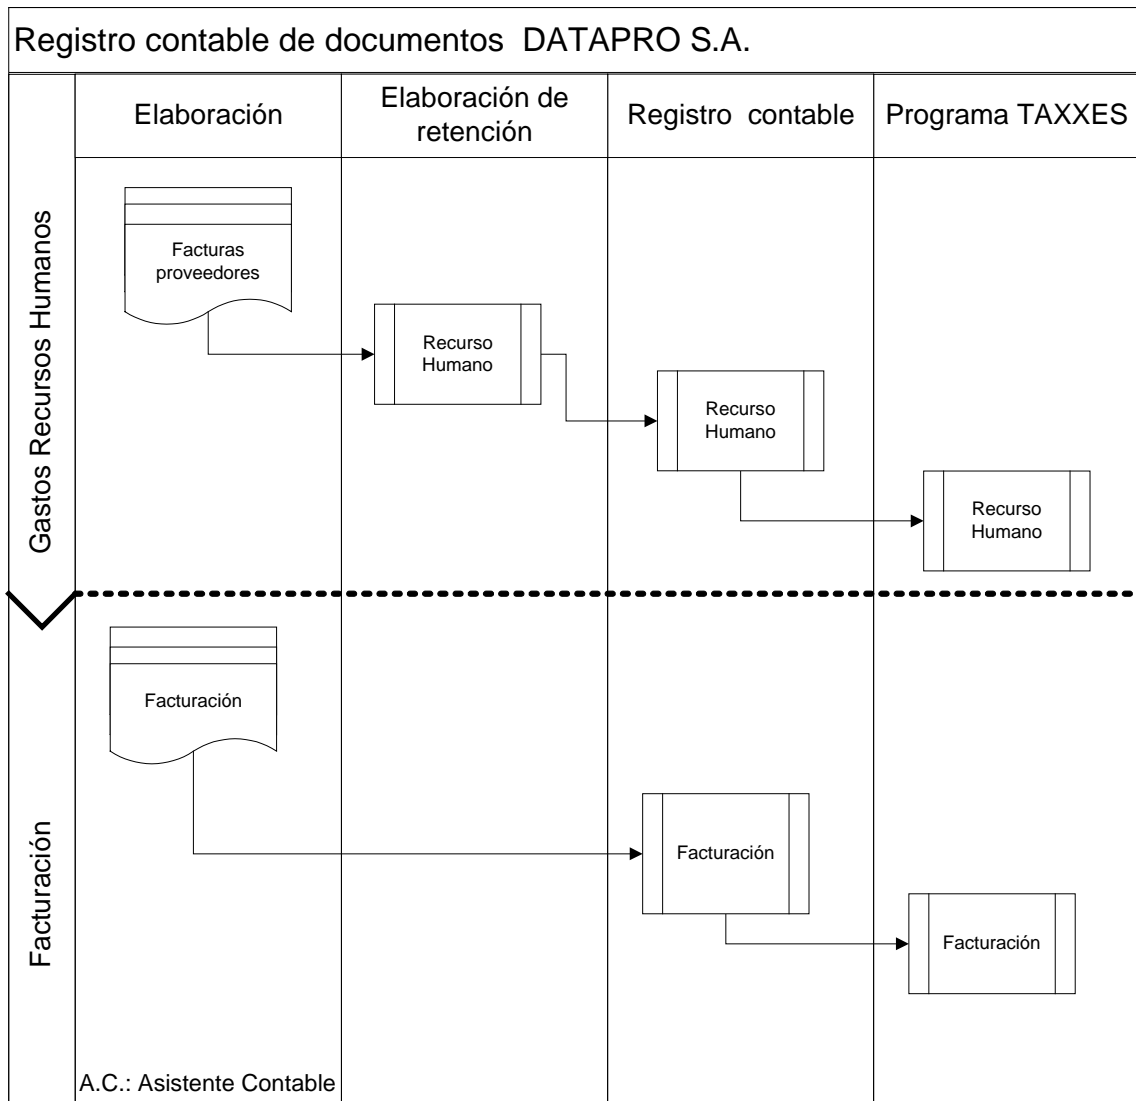 Registro contable de documentos  DATAPRO S.A.
Elaboración
Elaboración de
retención
Registro  contable
Programa TAXXES
Gastos Recursos Humanos
Facturas
proveedores
Recurso
Humano
Recurso
Humano
Recurso
Humano
Facturación
Facturación
Facturación
Facturación
A.C.: Asistente Contable